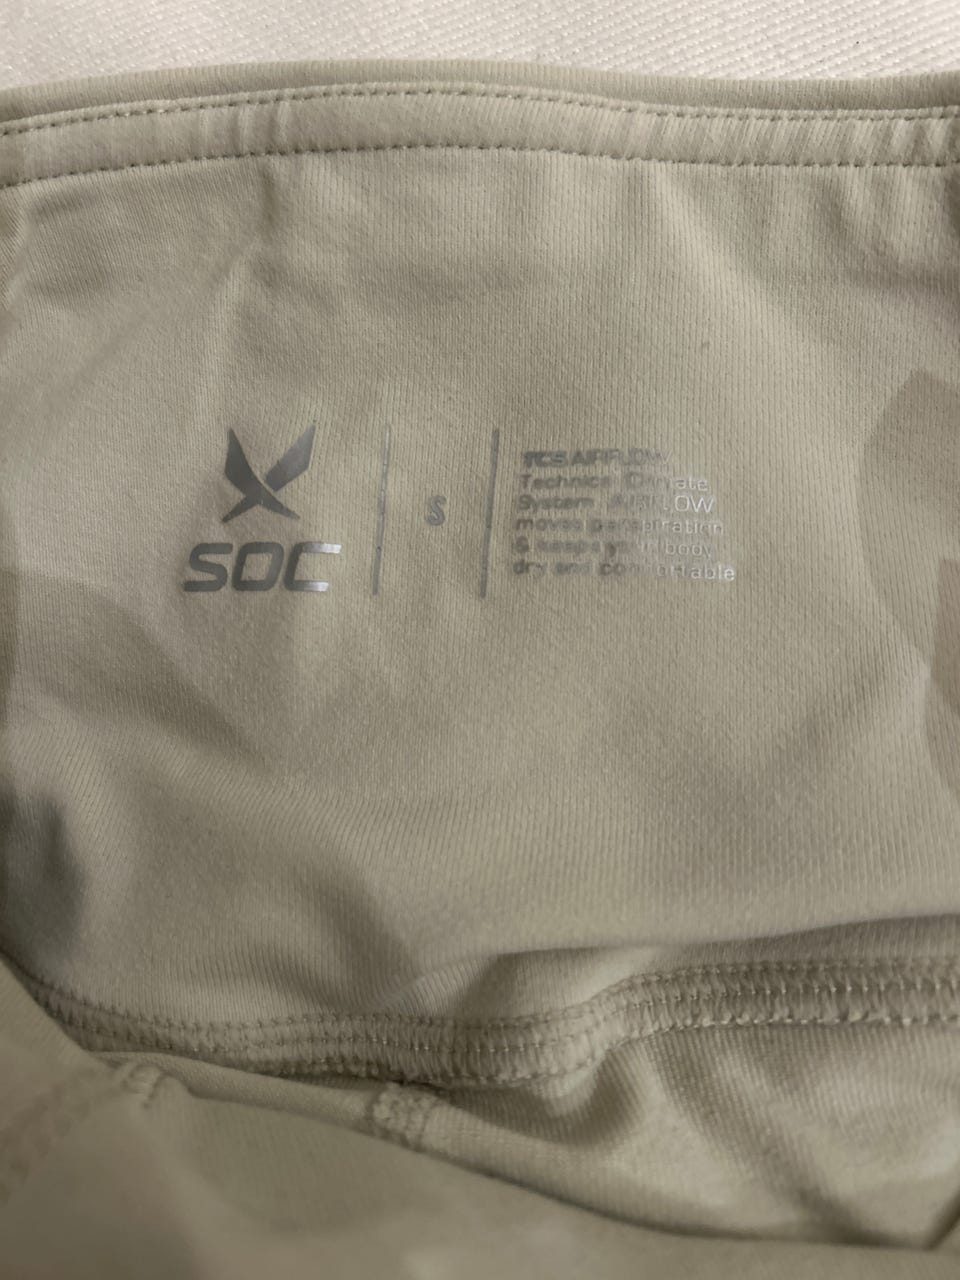 SOC
S
TCS AIRFLOW
Technical Climate
System AIRFLOW
moves perspiration
& keeps your body
dry and comfortable